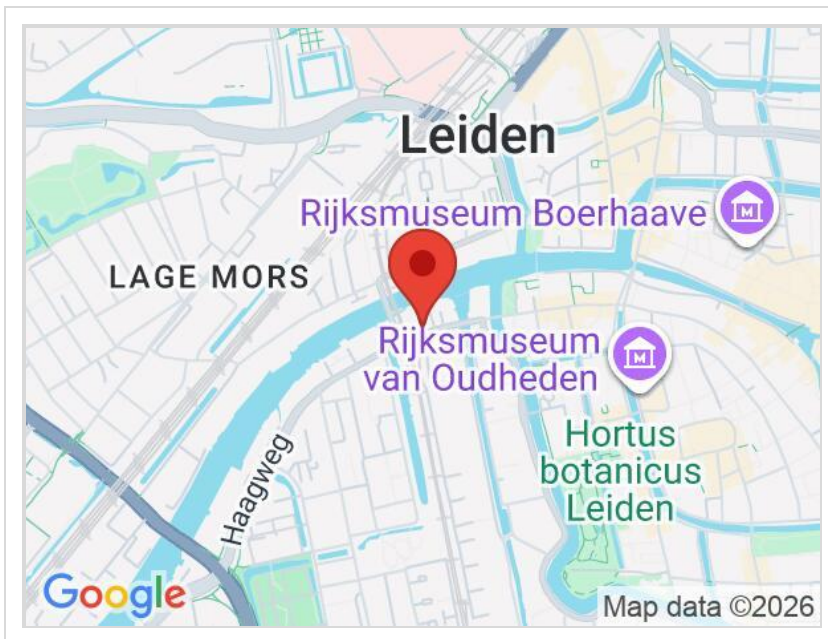 Leiden
Rijksmuseum Boerhaave
M
LAGE MORS
Rijksmuseum
van Oudheden
M
Hortus
botanicus
Leiden
Haagweg
Google
Map data ©2026